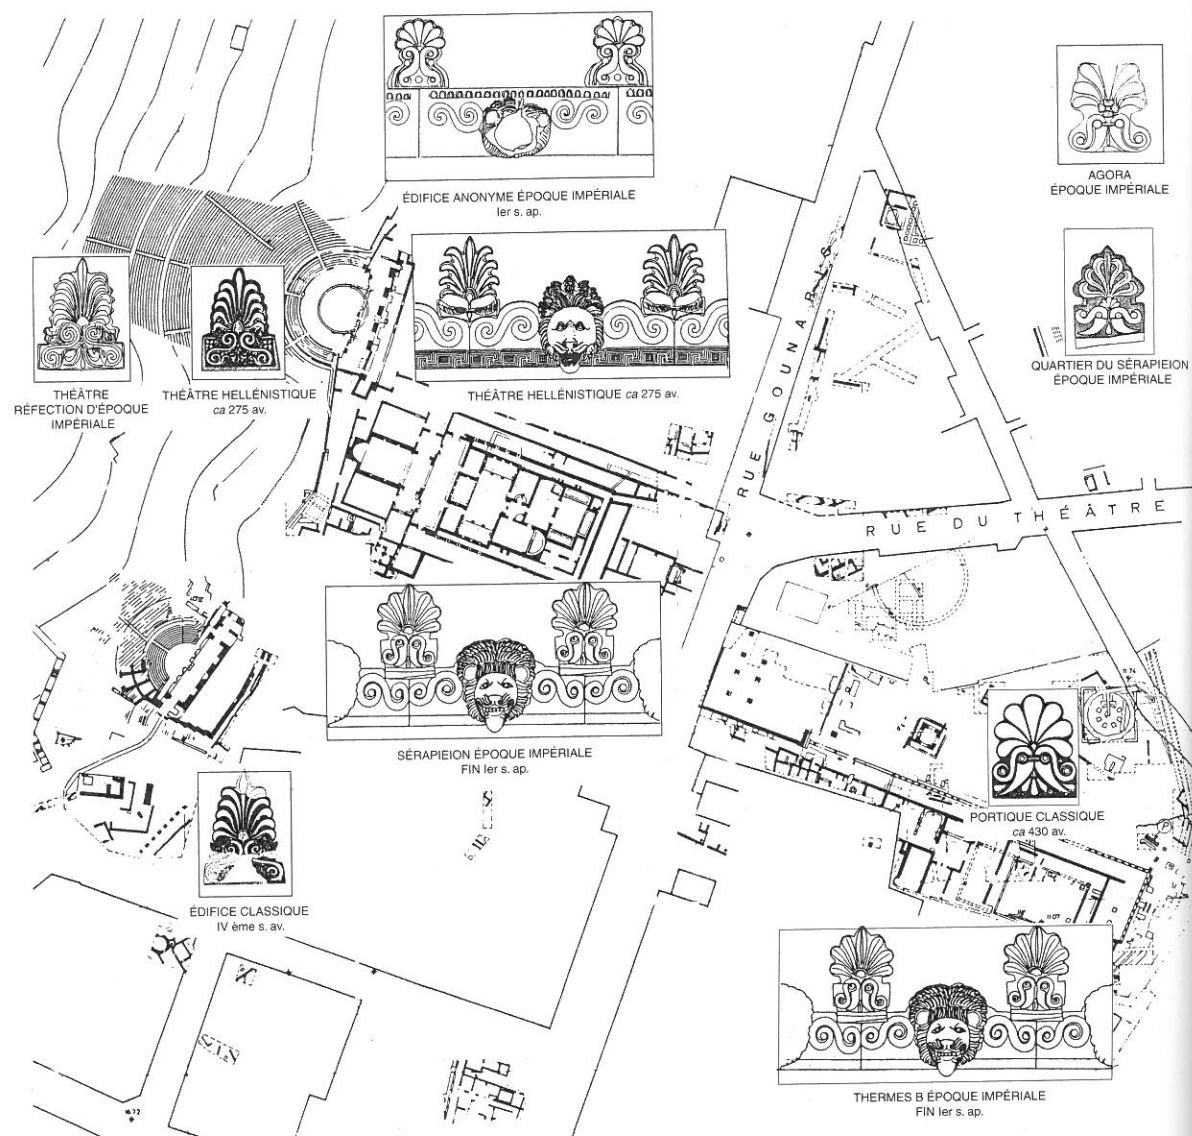 ÉDIFICE ANONYME ÉPOQUE IMPÉRIALE
Ier s. ap.
AGORA
ÉPOQUE IMPÉRIALE
THÉÂTRE
RÉFECTION D'ÉPOQUE
IMPÉRIALE
THÉÂTRE HELLÉNISTIQUE
ca 275 av.
THÉÂTRE HELLÉNISTIQUE ca 275 av.
QUARTIER DU SÉRAPIEION
ÉPOQUE IMPÉRIALE
RUE GOUNARIS
RUE DU THÉÂTRE
SÉRAPIEION ÉPOQUE IMPÉRIALE
FIN Ier s. ap.
PORTIQUE CLASSIQUE
ca 430 av.
ÉDIFICE CLASSIQUE
IV ème s. av.
THERMES B ÉPOQUE IMPÉRIALE
FIN Ier s. ap.